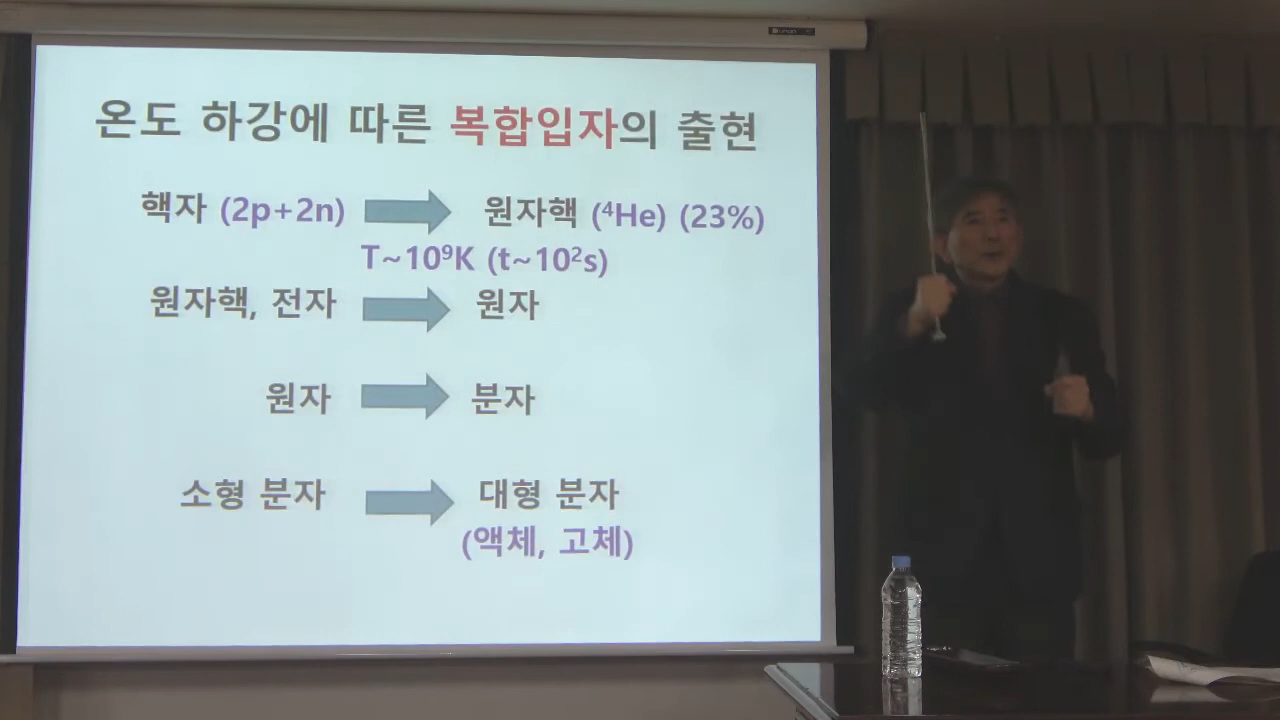 온도 하강에 따른 복합입자의 출현
핵자 (2p+2n) 원자핵 (⁴He) (23%)
T~10⁹K (t~10²s)
원자핵, 전자 원자
원자 분자
소형 분자 대형 분자
(액체, 고체)